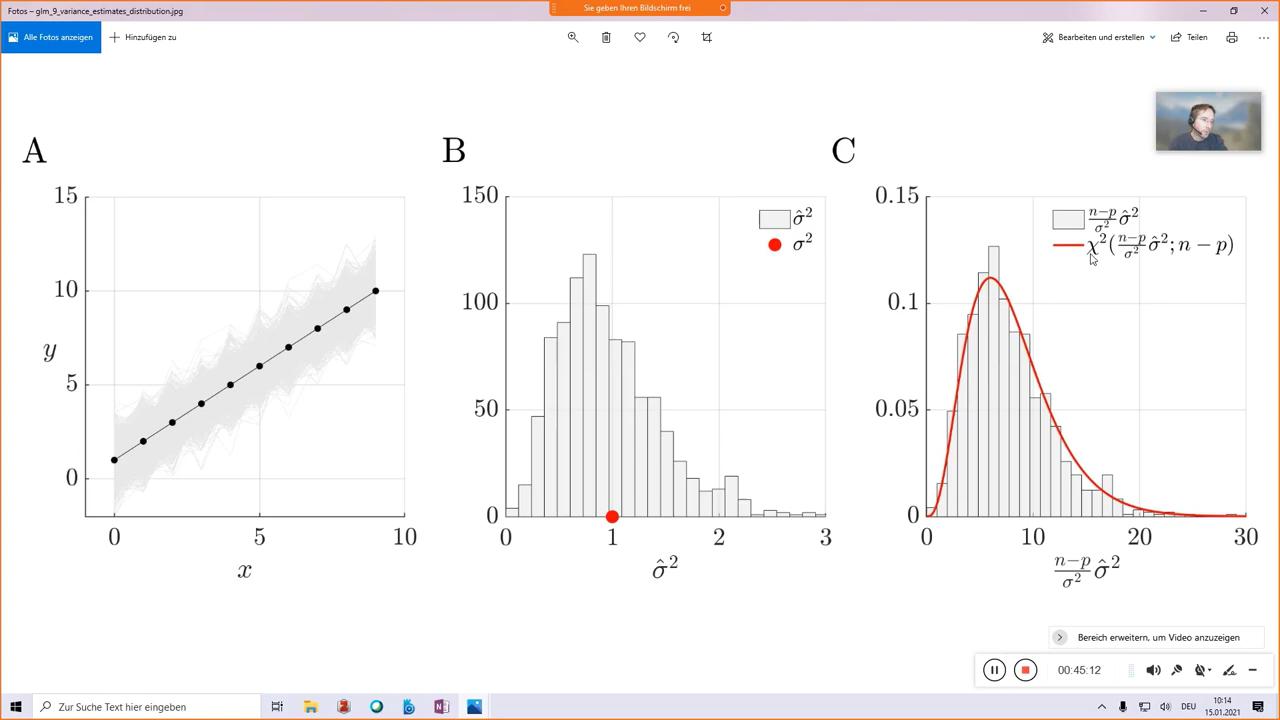 Fotos – glm_9_variance_estimates_distribution.jpg
Sie geben Ihren Bildschirm frei
Alle Fotos anzeigen
Hinzufügen zu
Bearbeiten und erstellen
Teilen
A
15
10
5
0
y
0 5 10
x
B
150
100
50
0
σ̂²
σ²
0 1 2 3
σ̂²
C
0.15
0.1
0.05
0
n−p/σ² σ̂²
χ²(n−p/σ² σ̂²; n − p)
0 10 20 30
n−p/σ² σ̂²
Bereich erweitern, um Video anzuzeigen
00:45:12
Zur Suche Text hier eingeben
DEU
10:14
15.01.2021